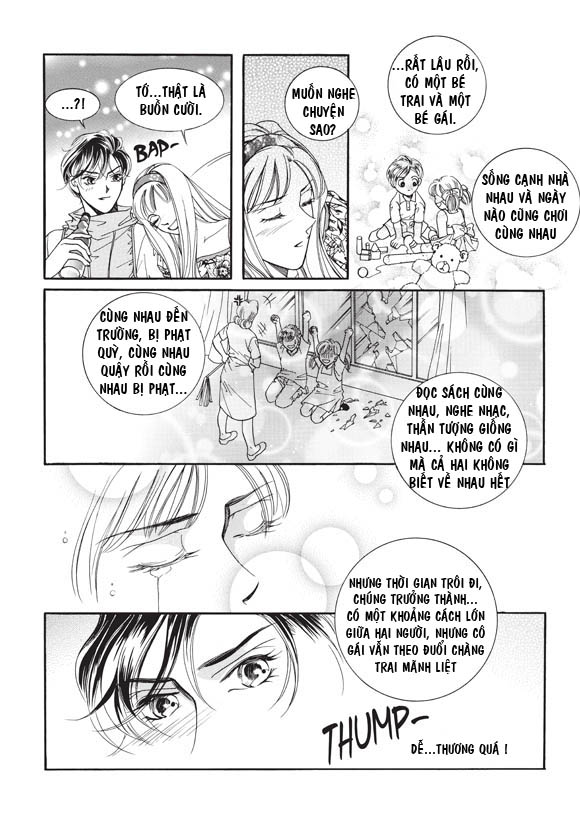 ...?!
TỚ...THẬT LÀ
BUỒN CƯỜI.
BAD-
MUỐN NGHE
CHUYỆN
SAO?
...RẤT LÂU RỒI,
CÓ MỘT BÉ
TRAI VÀ MỘT
BÉ GÁI.
SỐNG CẠNH NHÀ
NHAU VÀ NGÀY
NÀO CŨNG CHƠI
CÙNG NHAU
CÙNG NHAU ĐẾN
TRƯỜNG, BỊ PHẠT
QUỲ, CÙNG NHAU
QUẬY RỒI CÙNG
NHAU BỊ PHẠT...
ĐỌC SÁCH CÙNG
NHAU, NGHE NHẠC,
THẦN TƯỢNG GIỐNG
NHAU... KHÔNG CÓ GÌ
MÀ CẢ HAI KHÔNG
BIẾT VỀ NHAU HẾT
NHƯNG THỜI GIAN TRÔI ĐI,
CHÚNG TRƯỞNG THÀNH...
CÓ MỘT KHOẢNG CÁCH LỚN
GIỮA HAI NGƯỜI, NHƯNG CÔ
GÁI VẪN THEO ĐUỔI CHÀNG
TRAI MÃNH LIỆT
THUMP-
DỄ...THƯƠNG QUÁ !